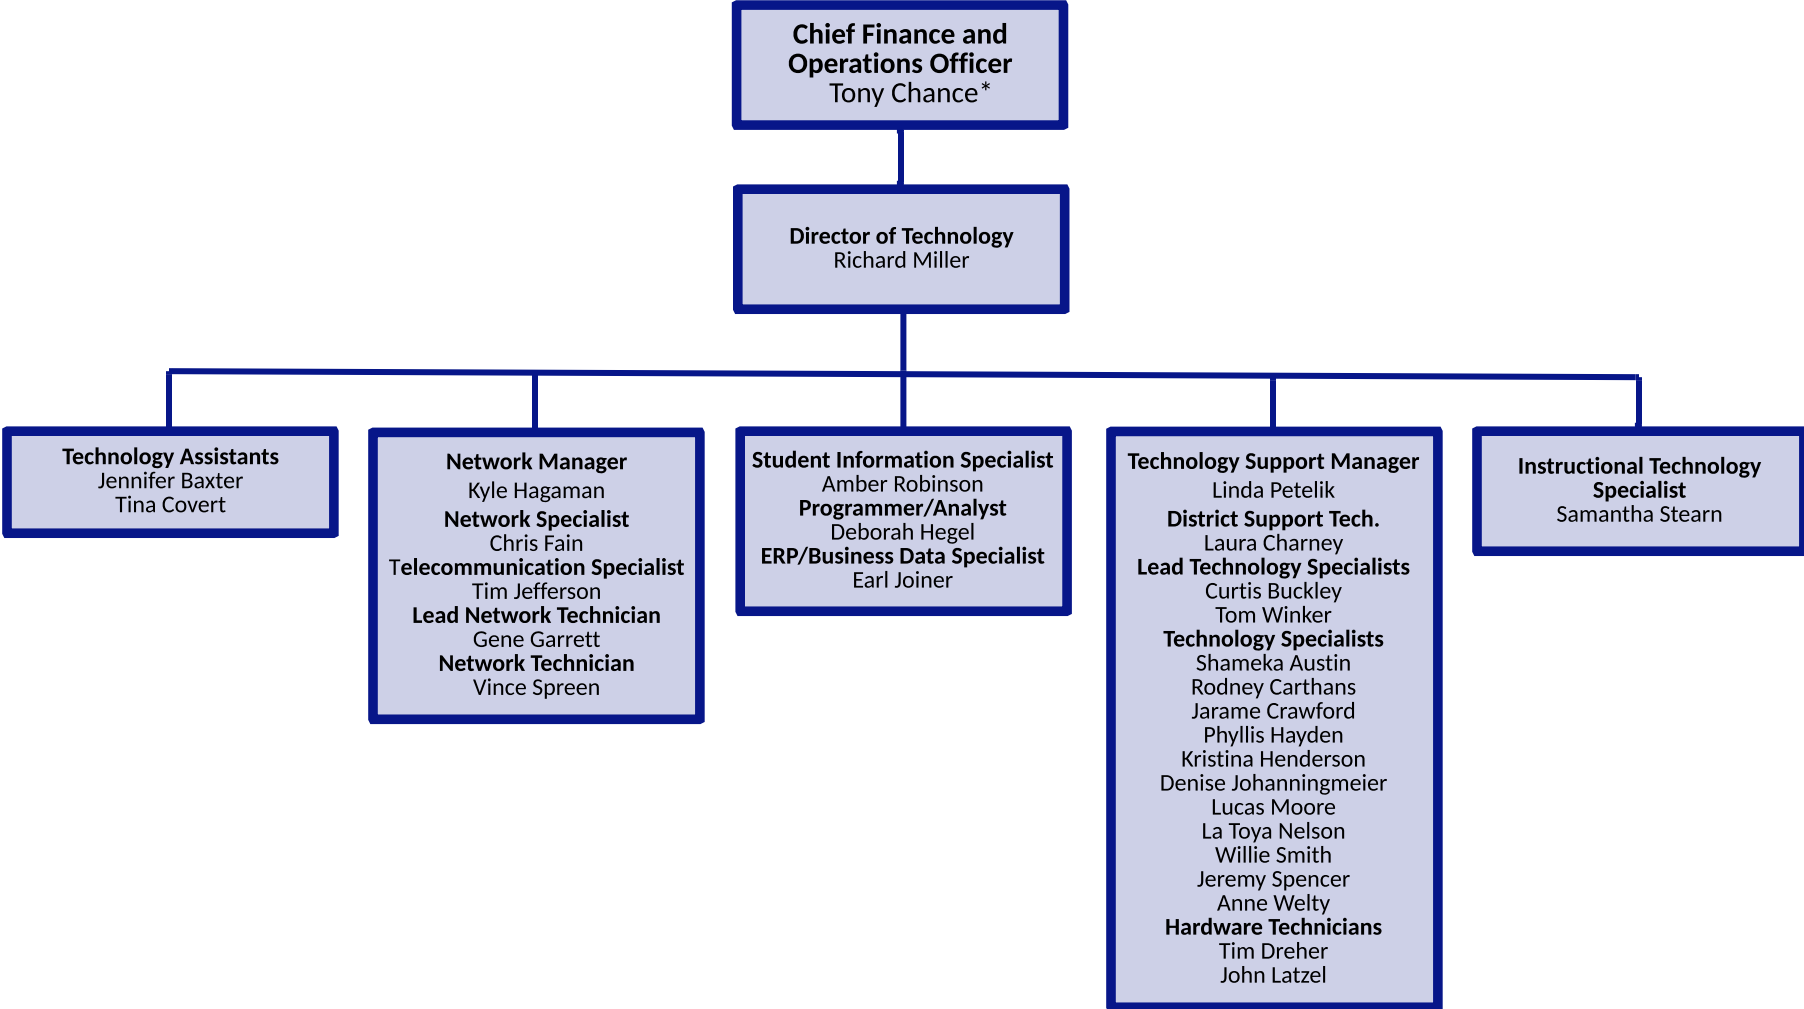 Chief Finance and
Operations Officer
Tony Chance*
Director of Technology
Richard Miller
Technology Assistants
Jennifer Baxter
Tina Covert
Network Manager
Kyle Hagaman
Network Specialist
Chris Fain
Telecommunication Specialist
Tim Jefferson
Lead Network Technician
Gene Garrett
Network Technician
Vince Spreen
Student Information Specialist
Amber Robinson
Programmer/Analyst
Deborah Hegel
ERP/Business Data Specialist
Earl Joiner
Technology Support Manager
Linda Petelik
District Support Tech.
Laura Charney
Lead Technology Specialists
Curtis Buckley
Tom Winker
Technology Specialists
Shameka Austin
Rodney Carthans
Jarame Crawford
Phyllis Hayden
Kristina Henderson
Denise Johanningmeier
Lucas Moore
La Toya Nelson
Willie Smith
Jeremy Spencer
Anne Welty
Hardware Technicians
Tim Dreher
John Latzel
Instructional Technology
Specialist
Samantha Stearn